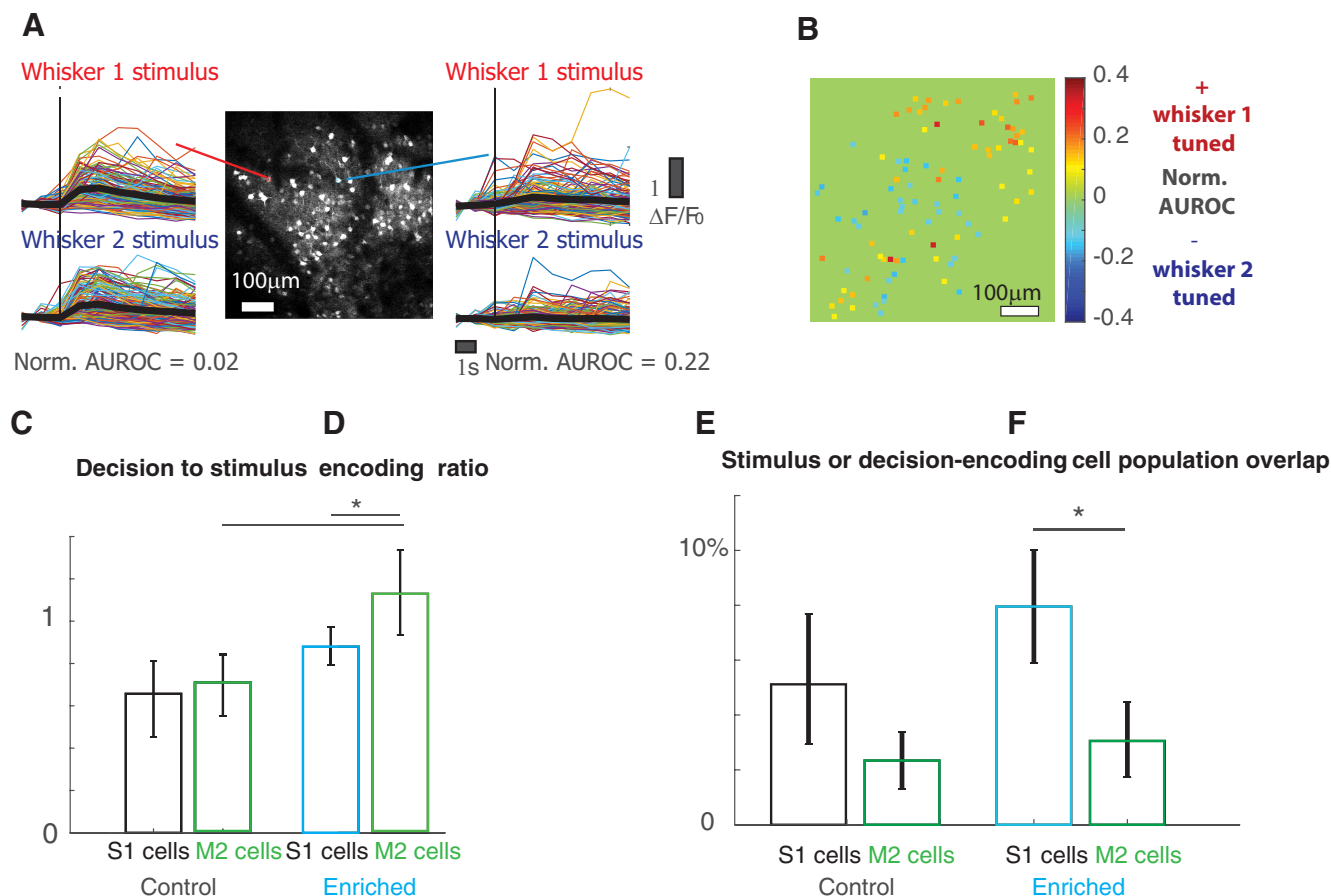 A
B
Whisker 1 stimulus
Whisker 1 stimulus
Whisker 2 stimulus
Whisker 2 stimulus
100μm
1
ΔF/F0
1s
Norm. AUROC = 0.02
Norm. AUROC = 0.22
100μm
0.4
0.2
0
-0.2
-0.4
+
whisker 1
tuned
Norm.
AUROC
-
whisker 2
tuned
C
D
Decision to stimulus encoding ratio
*
1
0
S1 cells M2 cells S1 cells M2 cells
Control
Enriched
E
F
Stimulus or decision-encoding cell population overlap
*
10%
0
S1 cells M2 cells
S1 cells M2 cells
Control
Enriched